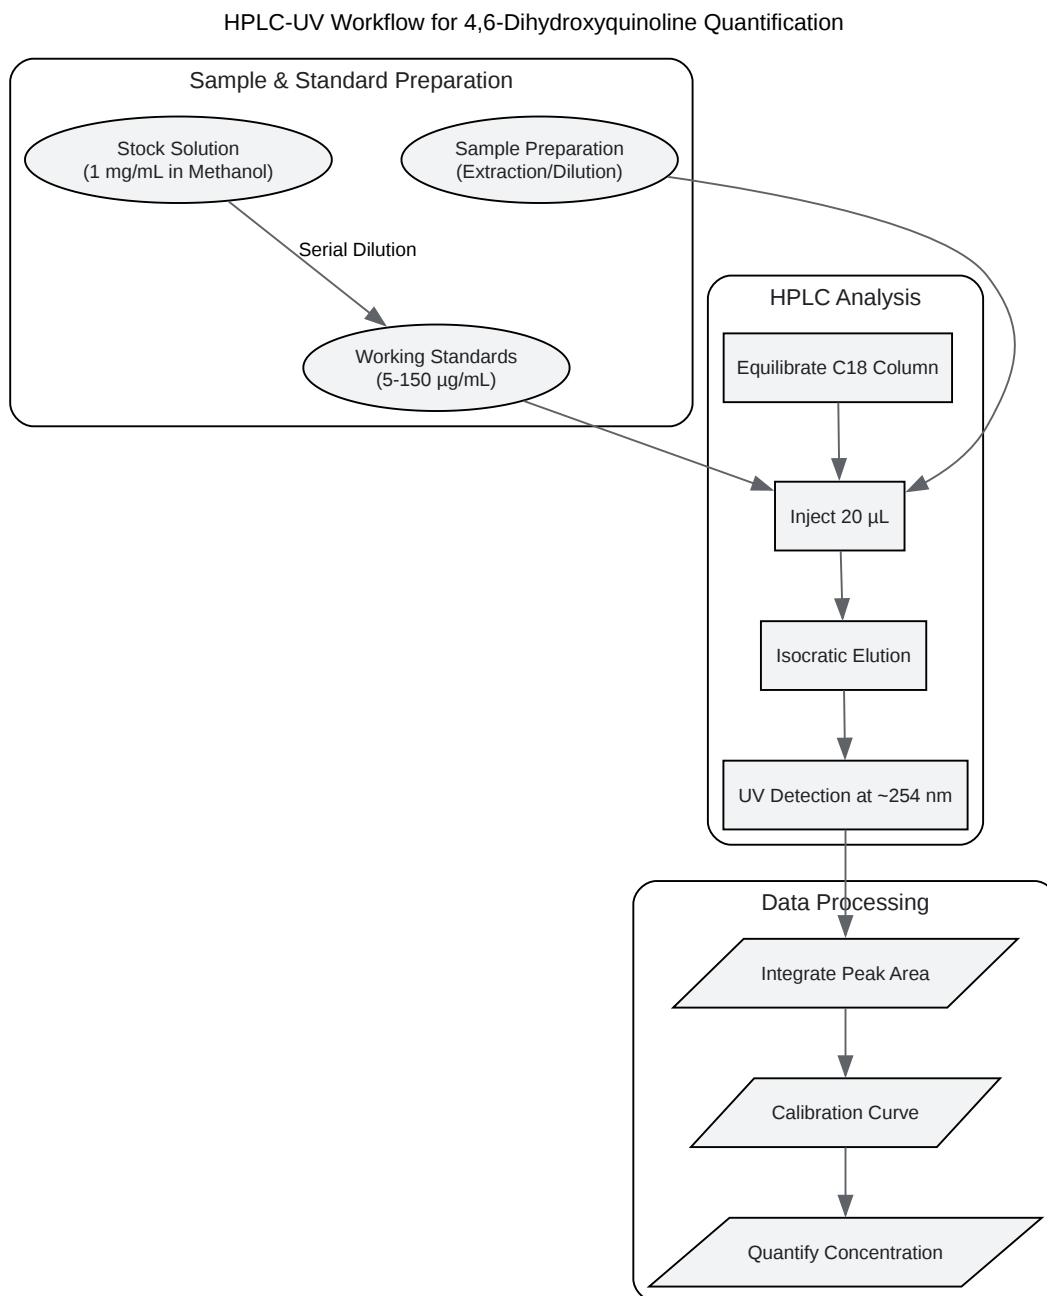 HPLC-UV Workflow for 4,6-Dihydroxyquinoline Quantification
Sample & Standard Preparation
Stock Solution
(1 mg/mL in Methanol)
Sample Preparation
(Extraction/Dilution)
Serial Dilution
Working Standards
(5-150 µg/mL)
HPLC Analysis
Equilibrate C18 Column
Inject 20 µL
Isocratic Elution
UV Detection at ~254 nm
Data Processing
Integrate Peak Area
Calibration Curve
Quantify Concentration